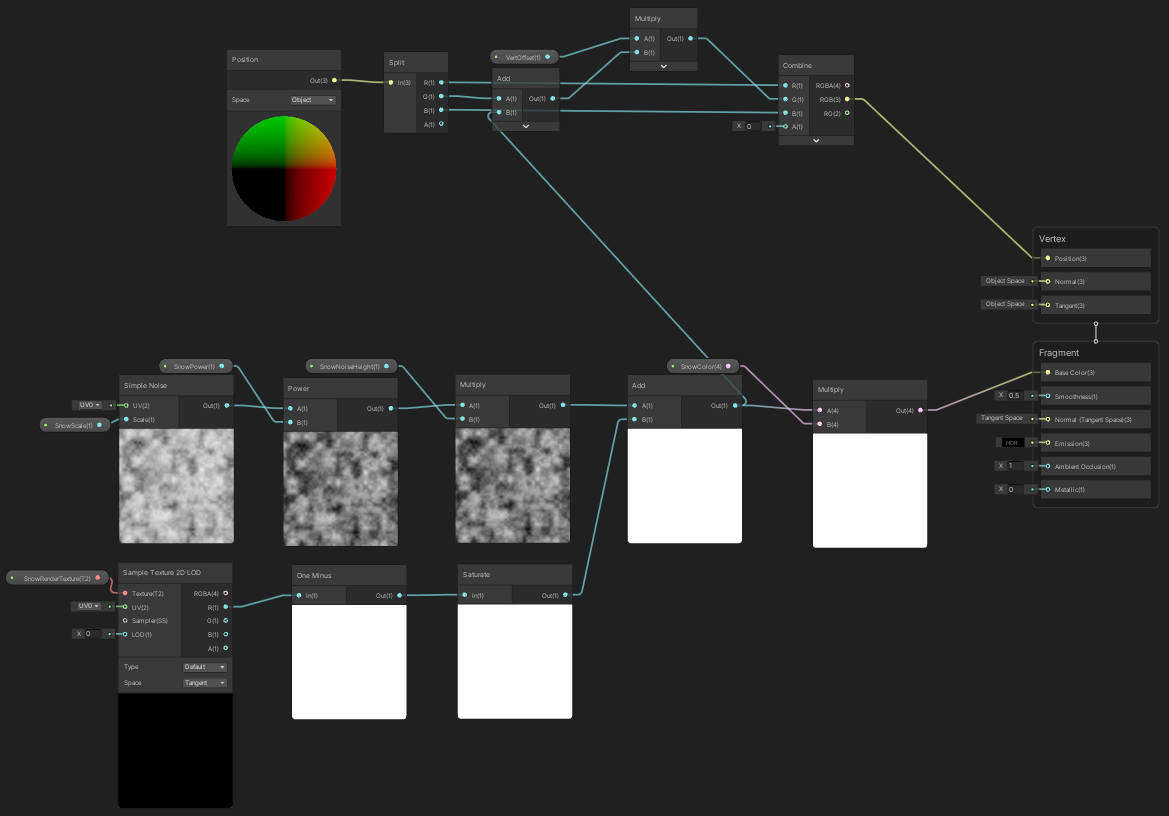 Position
Out(3)
Space
Object
Split
In(3)
R(1)
G(1)
B(1)
A(1)
VertOffset(1)
Add
A(1)
Out(1)
B(1)
Multiply
A(1)
Out(1)
B(1)
Combine
R(1)
RGBA(4)
G(1)
RGB(3)
B(1)
RG(2)
X 0
A(1)
Vertex
Position(3)
Object Space
Normal(3)
Object Space
Tangent(3)
Fragment
Base Color(3)
X 0.5
Smoothness(1)
Tangent Space
Normal (Tangent Space)(3)
HDR
Emission(3)
X 1
Ambient Occlusion(1)
X 0
Metallic(1)
SnowPower(1)
Simple Noise
UV0
UV(2)
Out(1)
SnowScale(1)
Scale(1)
SnowNoiseHeight(1)
Power
A(1)
Out(1)
B(1)
Multiply
A(1)
Out(1)
B(1)
SnowColor(4)
Add
A(1)
Out(1)
B(1)
Multiply
A(4)
Out(4)
B(4)
Sample Texture 2D LOD
SnowRenderTexture(T2)
Texture(T2)
RGBA(4)
UV0
UV(2)
R(1)
Sampler(SS)
G(1)
X 0
LOD(1)
B(1)
A(1)
Type
Default
Space
Tangent
One Minus
In(1)
Out(1)
Saturate
In(1)
Out(1)